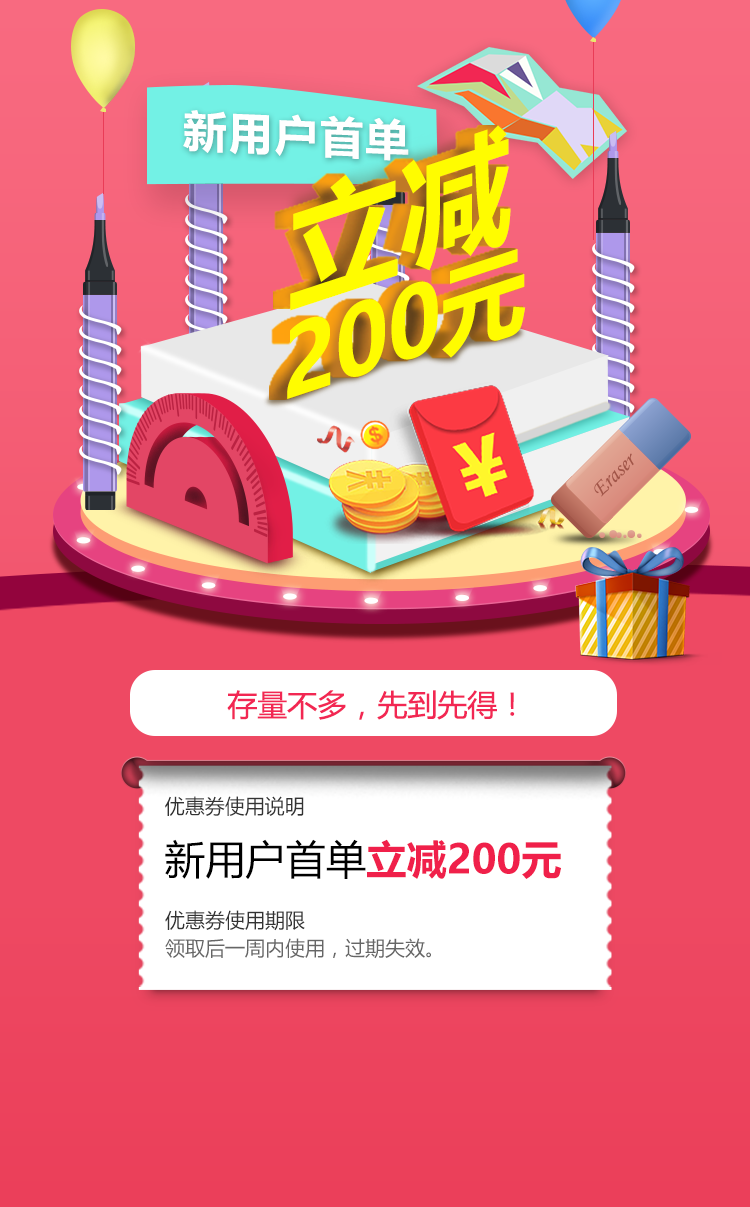 新用户首单
立减
200元
¥
$
Eraser
存量不多，先到先得！
优惠券使用说明
新用户首单立减200元
优惠券使用期限
领取后一周内使用，过期失效。